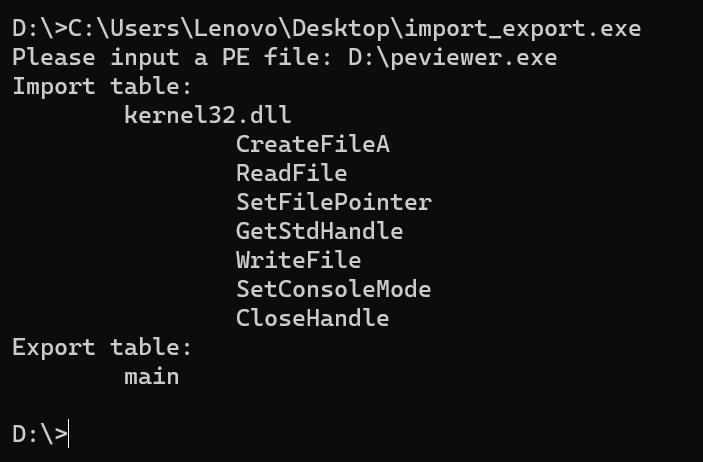 D:\>C:\Users\Lenovo\Desktop\import_export.exe
Please input a PE file: D:\peviewer.exe
Import table:
        kernel32.dll
                CreateFileA
                ReadFile
                SetFilePointer
                GetStdHandle
                WriteFile
                SetConsoleMode
                CloseHandle
Export table:
        main
D:\>